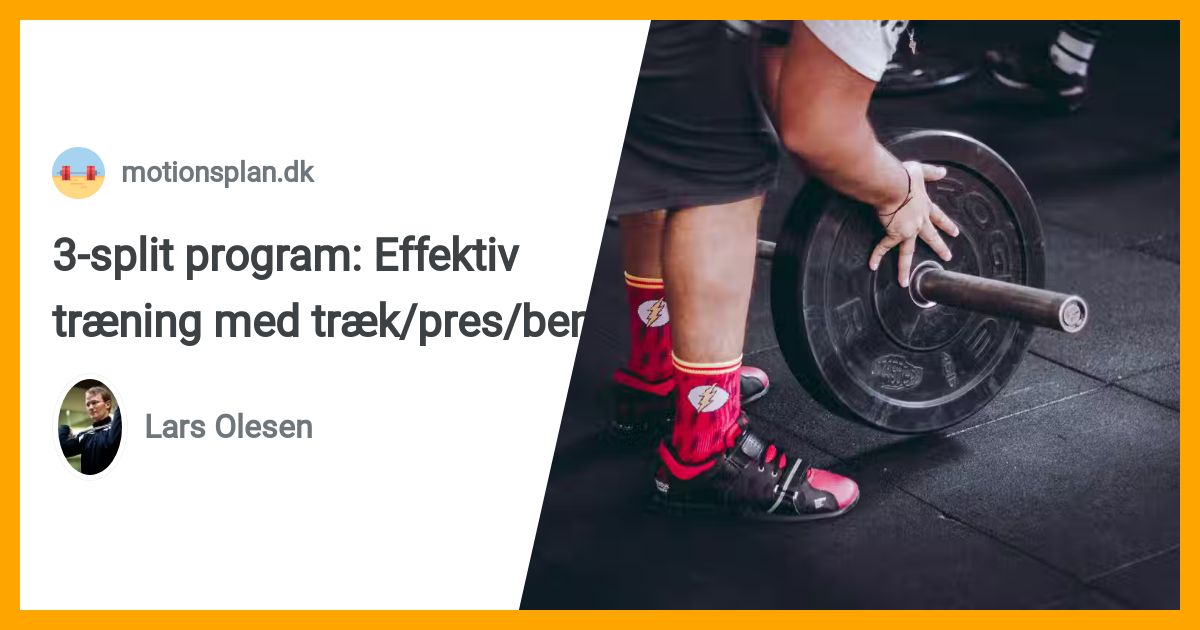 motionsplan.dk
3-split program: Effektiv
træning med træk/pres/ben
Lars Olesen